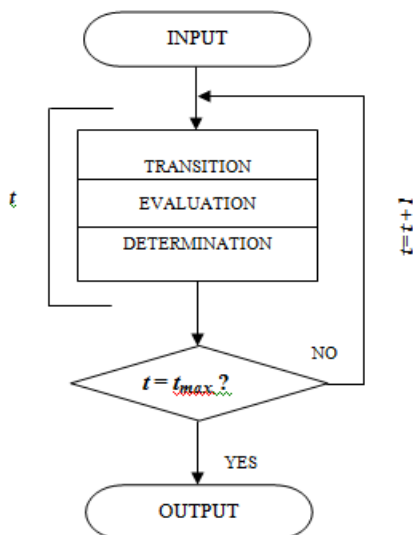 INPUT
TRANSITION
t
EVALUATION
DETERMINATION
t=t+1
NO
t = tmax ?
YES
OUTPUT